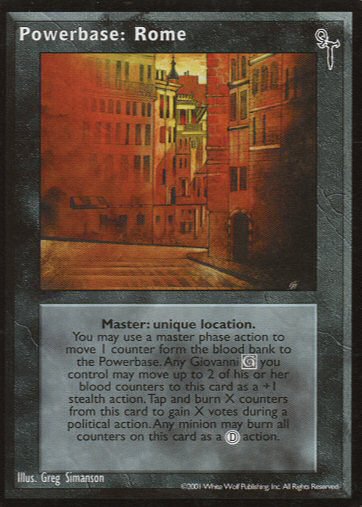 Powerbase: Rome
Master: unique location.
You may use a master phase action to
move 1 counter form the blood bank to
the Powerbase. Any Giovanni G you
control may move up to 2 of his or her
blood counters to this card as a +1
stealth action. Tap and burn X counters
from this card to gain X votes during a
political action. Any minion may burn all
counters on this card as a D action.
Illus. Greg Simanson
©2001 White Wolf Publishing, Inc. All Rights Reserved.